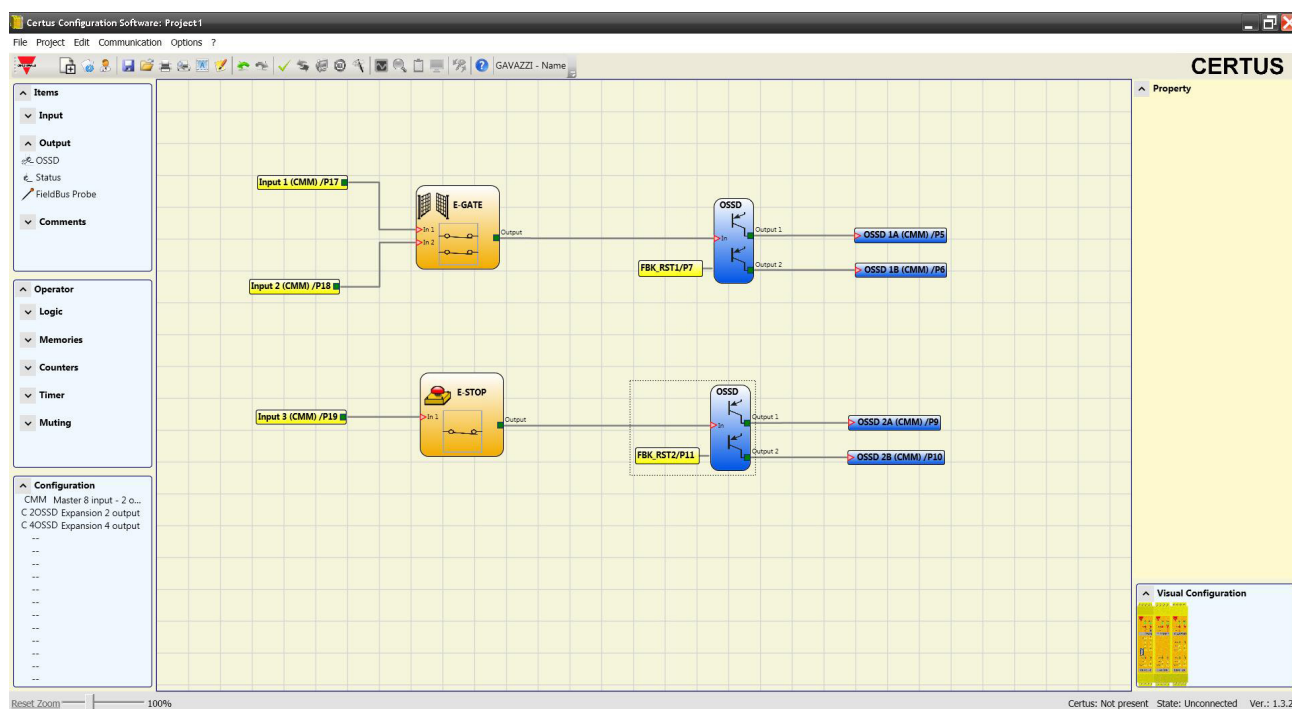 Certus Configuration Software: Project1
File Project Edit Communication Options ?
GAVAZZI - Name
CERTUS
Items
Input
Output
OSSD
Status
FieldBus Probe
Comments
Operator
Logic
Memories
Counters
Timer
Muting
Configuration
CMM Master 8 input - 2 o...
C 2OSSD Expansion 2 output
C 4OSSD Expansion 4 output
--
--
--
--
--
--
--
--
--
--
--
--
Input 1 (CMM) /P17
E-GATE
In 1
In 2
Output
Input 2 (CMM) /P18
OSSD
In
Output 1
Output 2
FBK_RST1/P7
OSSD 1A (CMM) /P5
OSSD 1B (CMM) /P6
Input 3 (CMM) /P19
E-STOP
In 1
Output
OSSD
In
Output 1
Output 2
FBK_RST2/P11
OSSD 2A (CMM) /P9
OSSD 2B (CMM) /P10
Property
Visual Configuration
Reset Zoom 100%
Certus: Not present State: Unconnected Ver.: 1.3.2